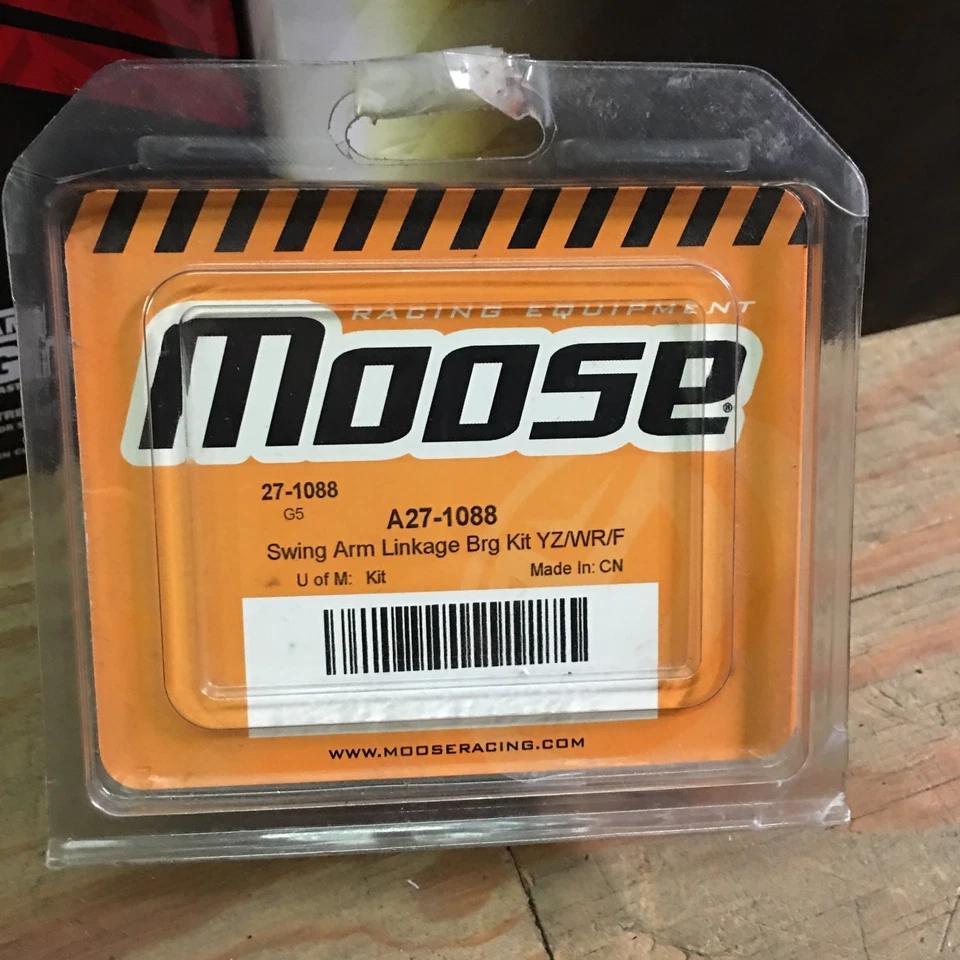 RACING EQUIPMENT
Moose®
27-1088
G5
A27-1088
Swing Arm Linkage Brg Kit YZ/WR/F
U of M: Kit
Made In: CN
WWW.MOOSERACING.COM